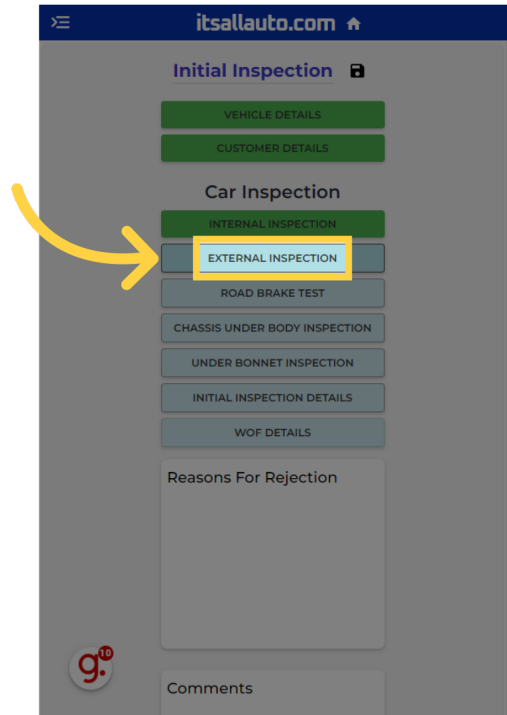 itsallauto.com
Initial Inspection
VEHICLE DETAILS
CUSTOMER DETAILS
Car Inspection
INTERNAL INSPECTION
EXTERNAL INSPECTION
ROAD BRAKE TEST
CHASSIS UNDER BODY INSPECTION
UNDER BONNET INSPECTION
INITIAL INSPECTION DETAILS
WOF DETAILS
Reasons For Rejection
g.
10
Comments